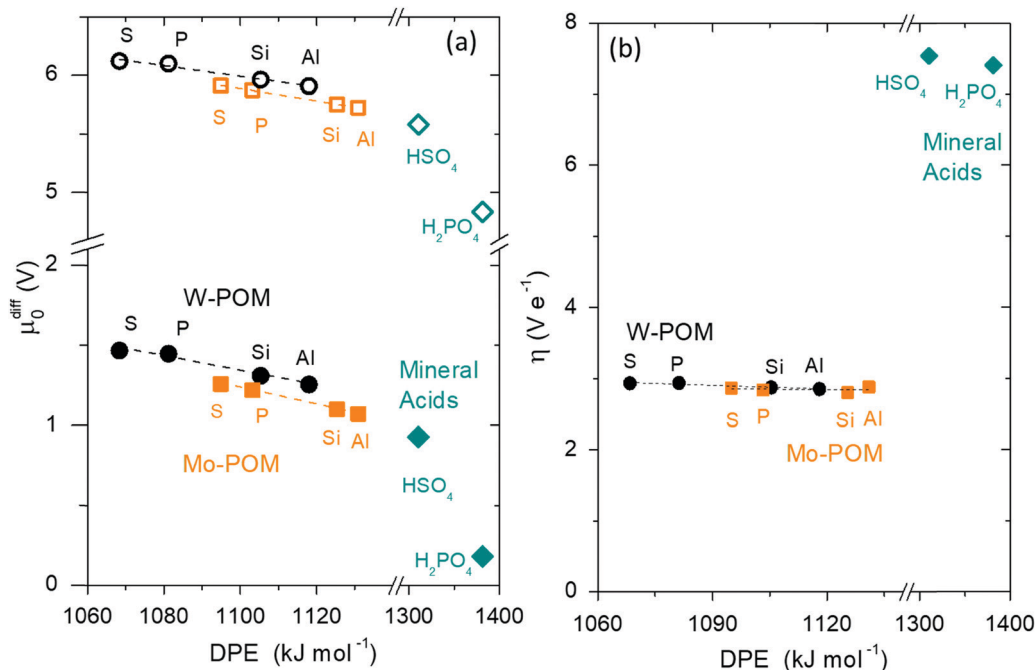 (a)
S
P
Si
Al
S
P
Si
Al
HSO₄
H₂PO₄
6
5
2
1
0
μ₀ᵈⁱᶠᶠ (V)
W-POM
S
P
Si
Al
S
P
Si
Al
Mo-POM
Mineral
Acids
HSO₄
H₂PO₄
1060 1080 1100 1120 1300 1400
DPE (kJ mol⁻¹)
(b)
8
6
4
2
0
η (V e⁻¹)
HSO₄
H₂PO₄
Mineral
Acids
W-POM
S
P
Si
Al
S
P
Si
Al
Mo-POM
1060 1090 1120 1300 1400
DPE (kJ mol⁻¹)